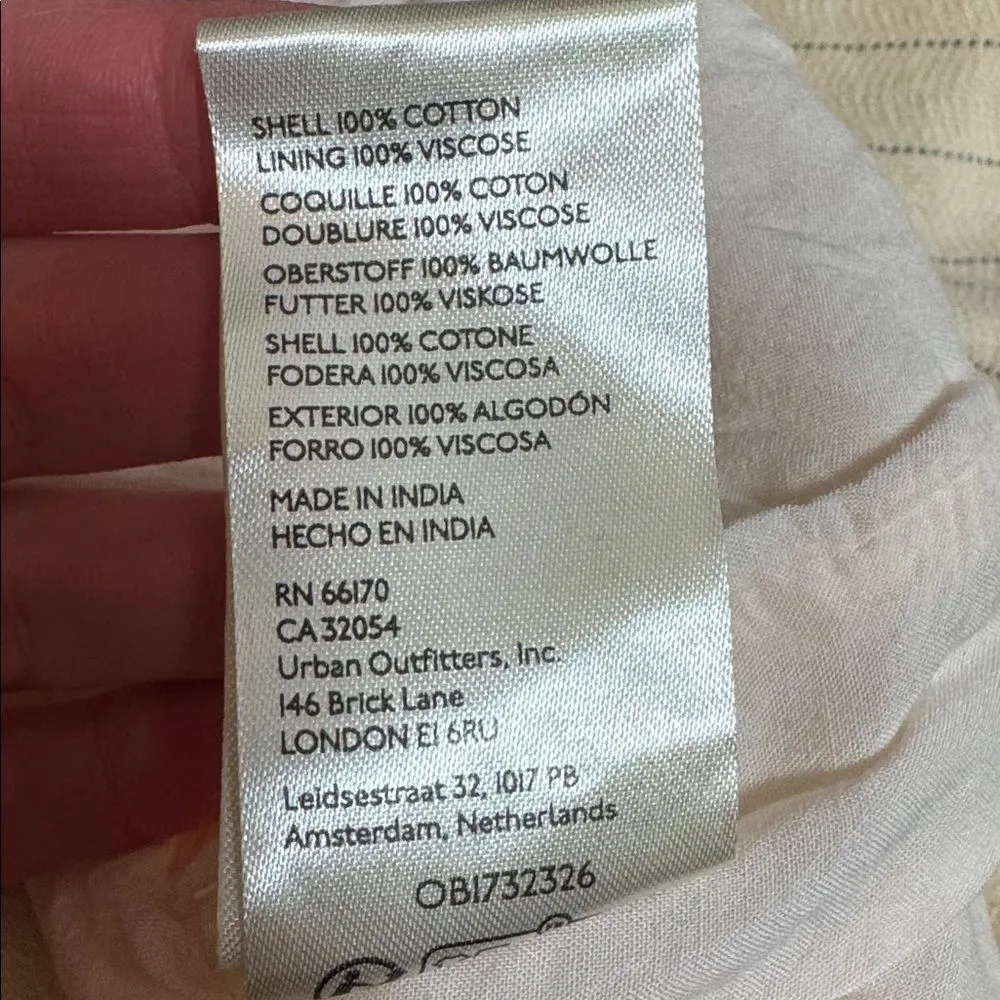 SHELL 100% COTTON
LINING 100% VISCOSE
COQUILLE 100% COTON
DOUBLURE 100% VISCOSE
OBERSTOFF 100% BAUMWOLLE
FUTTER 100% VISKOSE
SHELL 100% COTONE
FODERA 100% VISCOSA
EXTERIOR 100% ALGODÓN
FORRO 100% VISCOSA
MADE IN INDIA
HECHO EN INDIA
RN 66170
CA 32054
Urban Outfitters, Inc.
146 Brick Lane
LONDON E1 6RU
Leidsestraat 32, 1017 PB
Amsterdam, Netherlands
OB1732326